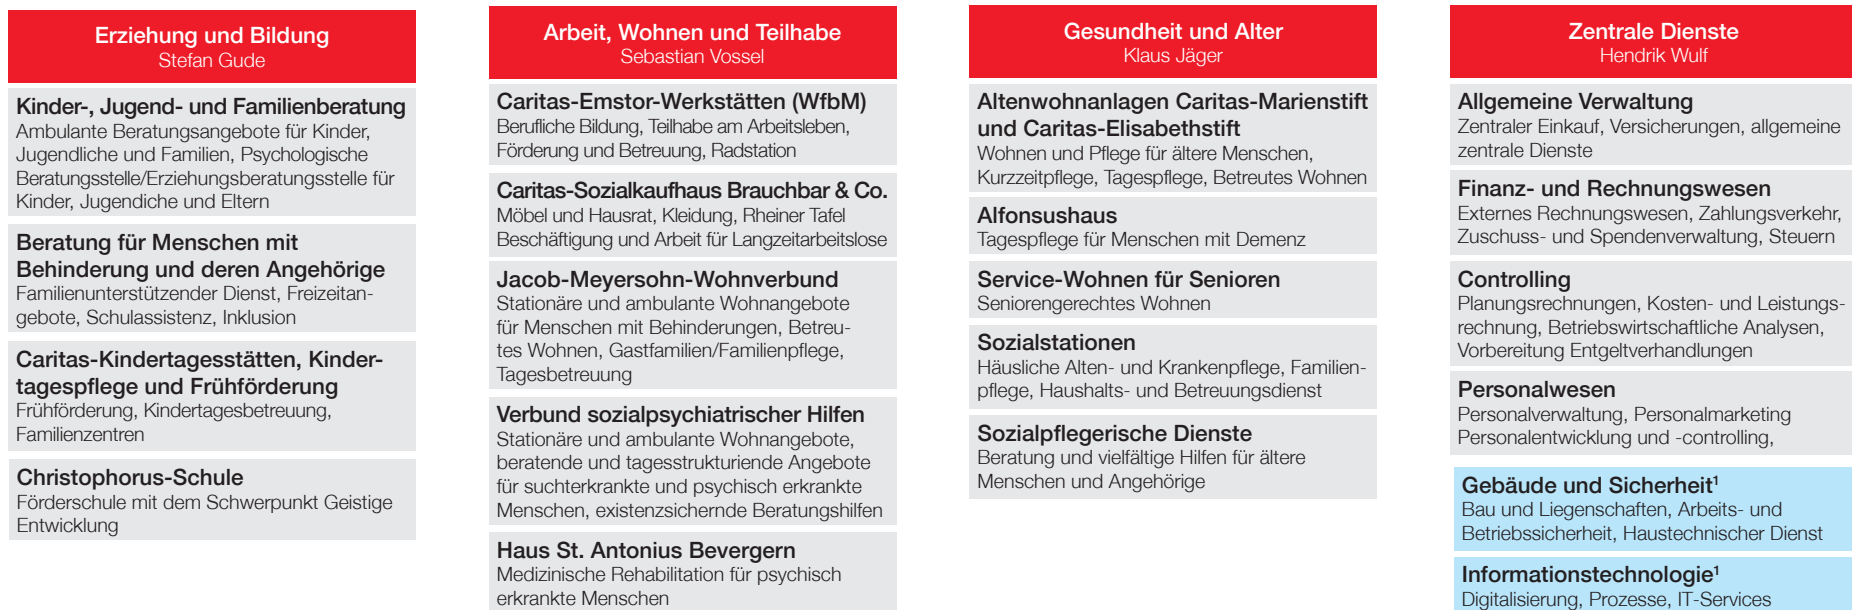 Erziehung und Bildung
Stefan Gude
Kinder-, Jugend- und Familienberatung
Ambulante Beratungsangebote für Kinder,
Jugendliche und Familien, Psychologische
Beratungsstelle/Erziehungsberatungsstelle für
Kinder, Jugendiche und Eltern
Beratung für Menschen mit
Behinderung und deren Angehörige
Familienunterstützender Dienst, Freizeitan-
gebote, Schulassistenz, Inklusion
Caritas-Kindertagesstätten, Kinder-
tagespflege und Frühförderung
Frühförderung, Kindertagesbetreuung,
Familienzentren
Christophorus-Schule
Förderschule mit dem Schwerpunkt Geistige
Entwicklung
Arbeit, Wohnen und Teilhabe
Sebastian Vossel
Caritas-Emstor-Werkstätten (WfbM)
Berufliche Bildung, Teilhabe am Arbeitsleben,
Förderung und Betreuung, Radstation
Caritas-Sozialkaufhaus Brauchbar & Co.
Möbel und Hausrat, Kleidung, Rheiner Tafel
Beschäftigung und Arbeit für Langzeitarbeitslose
Jacob-Meyersohn-Wohnverbund
Stationäre und ambulante Wohnangebote
für Menschen mit Behinderungen, Betreu-
tes Wohnen, Gastfamilien/Familienpflege,
Tagesbetreuung
Verbund sozialpsychiatrischer Hilfen
Stationäre und ambulante Wohnangebote,
beratende und tagesstrukturiende Angebote
für suchterkrankte und psychisch erkrankte
Menschen, existenzsichernde Beratungshilfen
Haus St. Antonius Bevergern
Medizinische Rehabilitation für psychisch
erkrankte Menschen
Gesundheit und Alter
Klaus Jäger
Altenwohnanlagen Caritas-Marienstift
und Caritas-Elisabethstift
Wohnen und Pflege für ältere Menschen,
Kurzzeitpflege, Tagespflege, Betreutes Wohnen
Alfonsushaus
Tagespflege für Menschen mit Demenz
Service-Wohnen für Senioren
Seniorengerechtes Wohnen
Sozialstationen
Häusliche Alten- und Krankenpflege, Familien-
pflege, Haushalts- und Betreuungsdienst
Sozialpflegerische Dienste
Beratung und vielfältige Hilfen für ältere
Menschen und Angehörige
Zentrale Dienste
Hendrik Wulf
Allgemeine Verwaltung
Zentraler Einkauf, Versicherungen, allgemeine
zentrale Dienste
Finanz- und Rechnungswesen
Externes Rechnungswesen, Zahlungsverkehr,
Zuschuss- und Spendenverwaltung, Steuern
Controlling
Planungsrechnungen, Kosten- und Leistungs-
rechnung, Betriebswirtschaftliche Analysen,
Vorbereitung Entgeltverhandlungen
Personalwesen
Personalverwaltung, Personalmarketing
Personalentwicklung und -controlling,
Gebäude und Sicherheit¹
Bau und Liegenschaften, Arbeits- und
Betriebssicherheit, Haustechnischer Dienst
Informationstechnologie¹
Digitalisierung, Prozesse, IT-Services